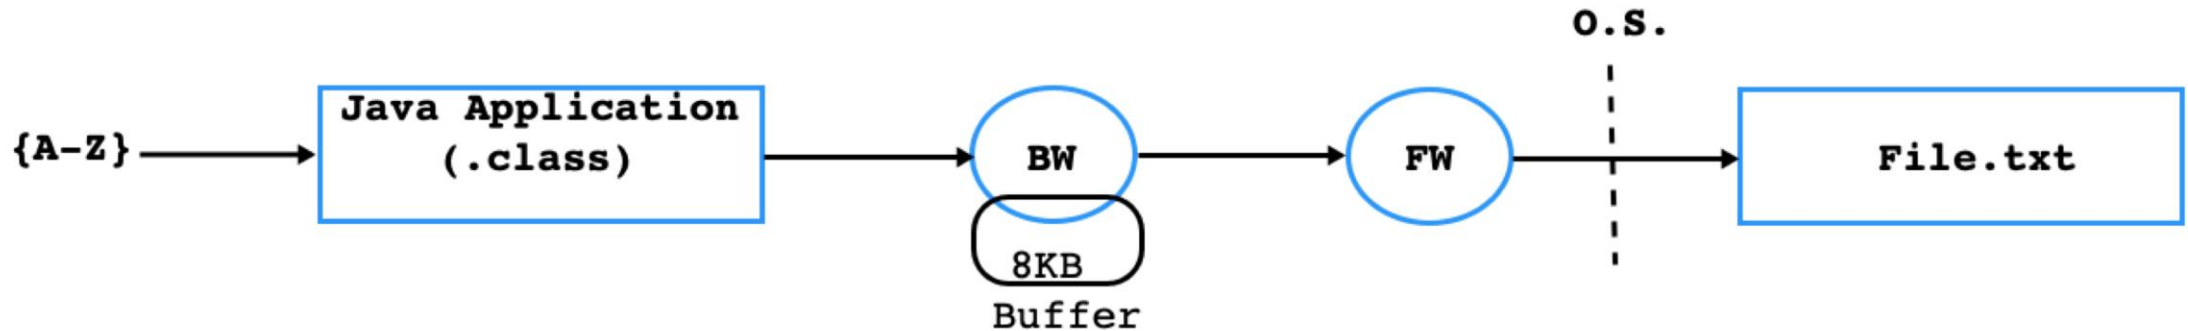 {A-Z}
Java Application
(.class)
BW
8KB
Buffer
FW
O.S.
File.txt